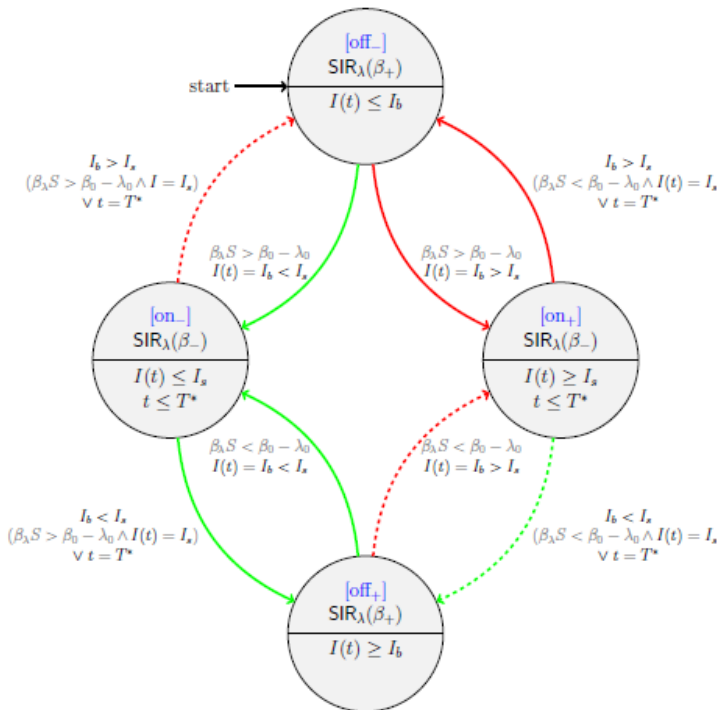 [off₋]
SIR_λ(β₊)
start
I(t) ≤ I_b
I_b > I_s
(β_λS > β₀ − λ₀ ∧ I = I_s)
∨ t = T*
I_b > I_s
(β_λS < β₀ − λ₀ ∧ I(t) = I_s
∨ t = T*
β_λS > β₀ − λ₀
I(t) = I_b < I_s
β_λS > β₀ − λ₀
I(t) = I_b > I_s
[on₋]
SIR_λ(β₋)
I(t) ≤ I_s
t ≤ T*
[on₊]
SIR_λ(β₋)
I(t) ≥ I_s
t ≤ T*
β_λS < β₀ − λ₀
I(t) = I_b < I_s
β_λS < β₀ − λ₀
I(t) = I_b > I_s
I_b < I_s
(β_λS > β₀ − λ₀ ∧ I(t) = I_s)
∨ t = T*
I_b < I_s
(β_λS < β₀ − λ₀ ∧ I(t) = I_s
∨ t = T*
[off₊]
SIR_λ(β₊)
I(t) ≥ I_b